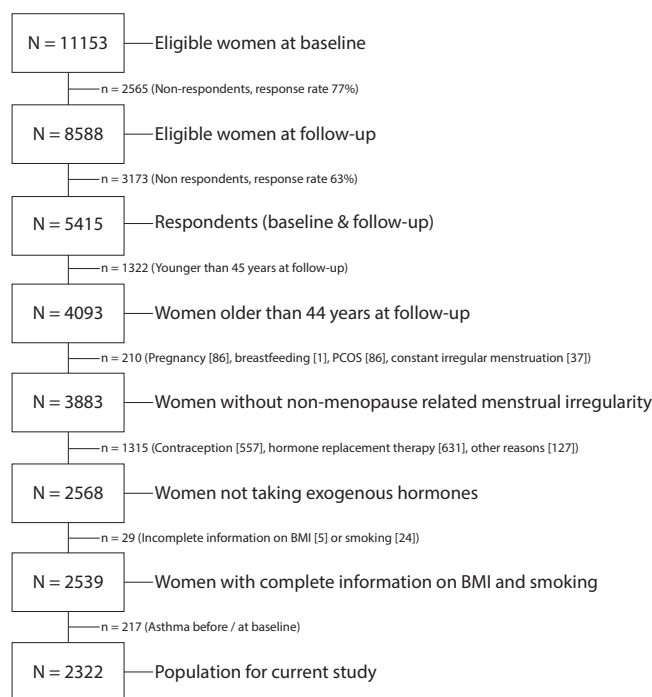 N = 11153 Eligible women at baseline
n = 2565 (Non-respondents, response rate 77%)
N = 8588 Eligible women at follow-up
n = 3173 (Non respondents, response rate 63%)
N = 5415 Respondents (baseline & follow-up)
n = 1322 (Younger than 45 years at follow-up)
N = 4093 Women older than 44 years at follow-up
n = 210 (Pregnancy [86], breastfeeding [1], PCOS [86], constant irregular menstruation [37])
N = 3883 Women without non-menopause related menstrual irregularity
n = 1315 (Contraception [557], hormone replacement therapy [631], other reasons [127])
N = 2568 Women not taking exogenous hormones
n = 29 (Incomplete information on BMI [5] or smoking [24])
N = 2539 Women with complete information on BMI and smoking
n = 217 (Asthma before / at baseline)
N = 2322 Population for current study